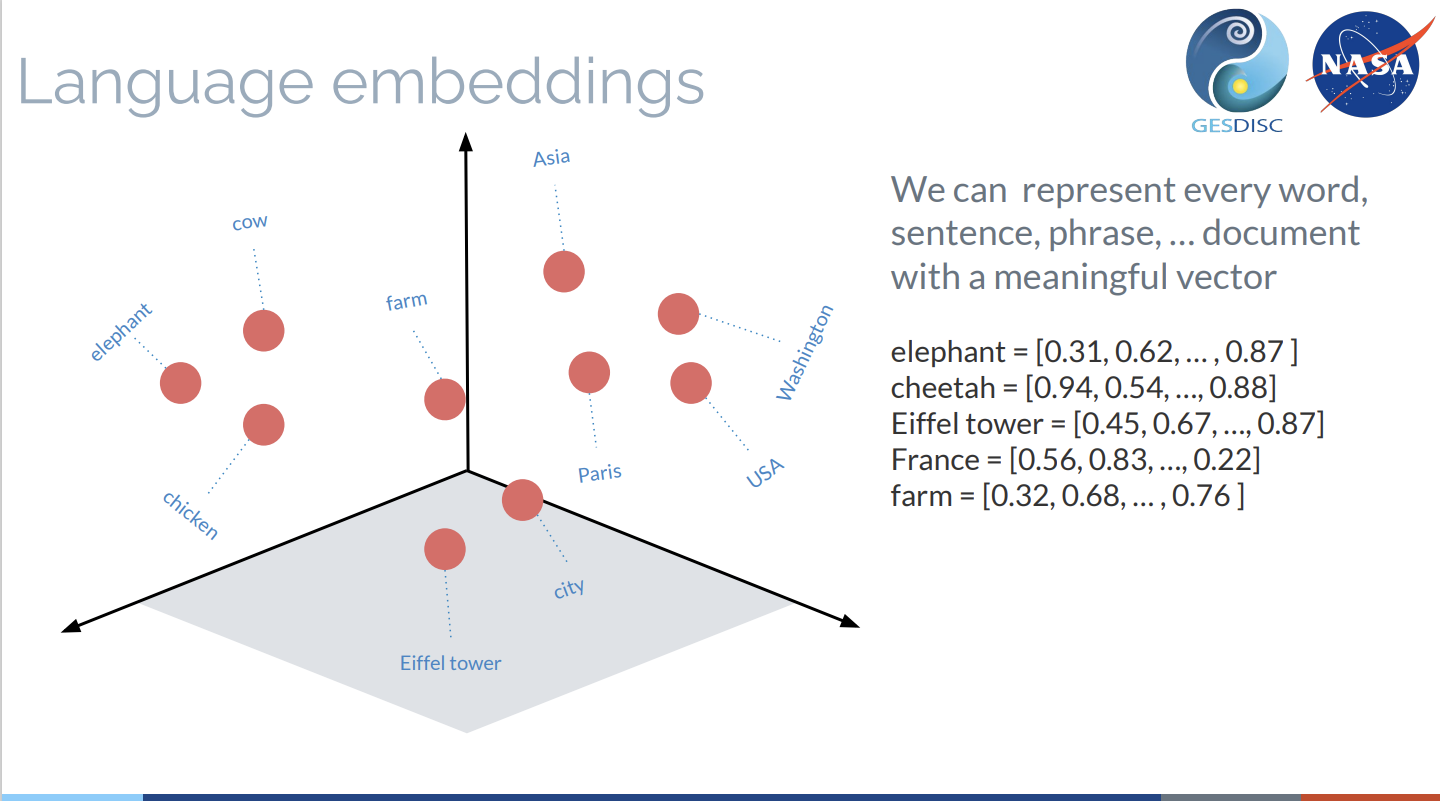 Language embeddings
GESDISC
NASA
Asia
cow
farm
elephant
Washington
Paris
USA
chicken
city
Eiffel tower
We can represent every word,
sentence, phrase, … document
with a meaningful vector
elephant = [0.31, 0.62, … , 0.87 ]
cheetah = [0.94, 0.54, …, 0.88]
Eiffel tower = [0.45, 0.67, …, 0.87]
France = [0.56, 0.83, …, 0.22]
farm = [0.32, 0.68, … , 0.76 ]